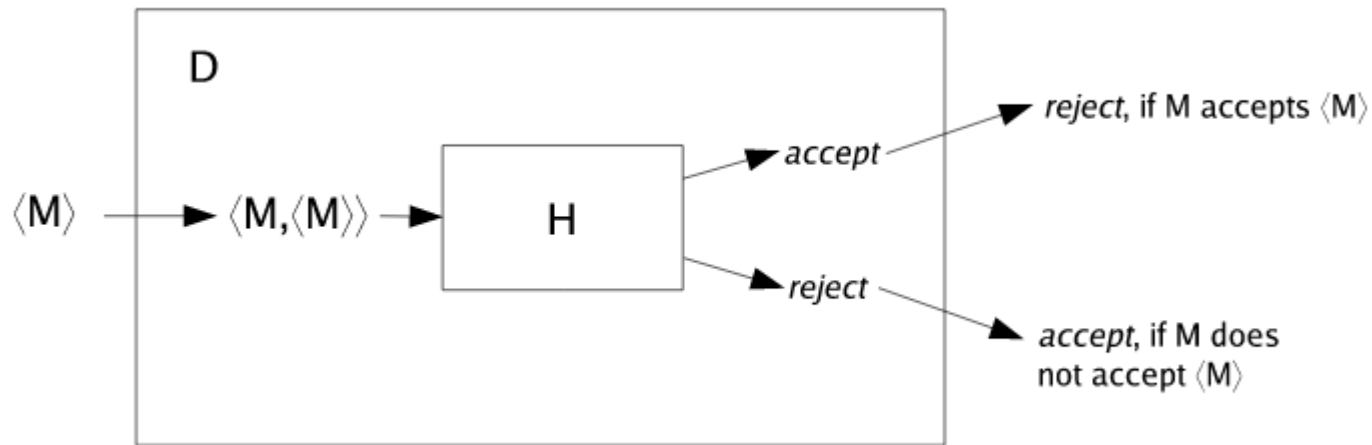 D
reject, if M accepts ⟨M⟩
accept
⟨M⟩
⟨M,⟨M⟩⟩
H
reject
accept, if M does
not accept ⟨M⟩